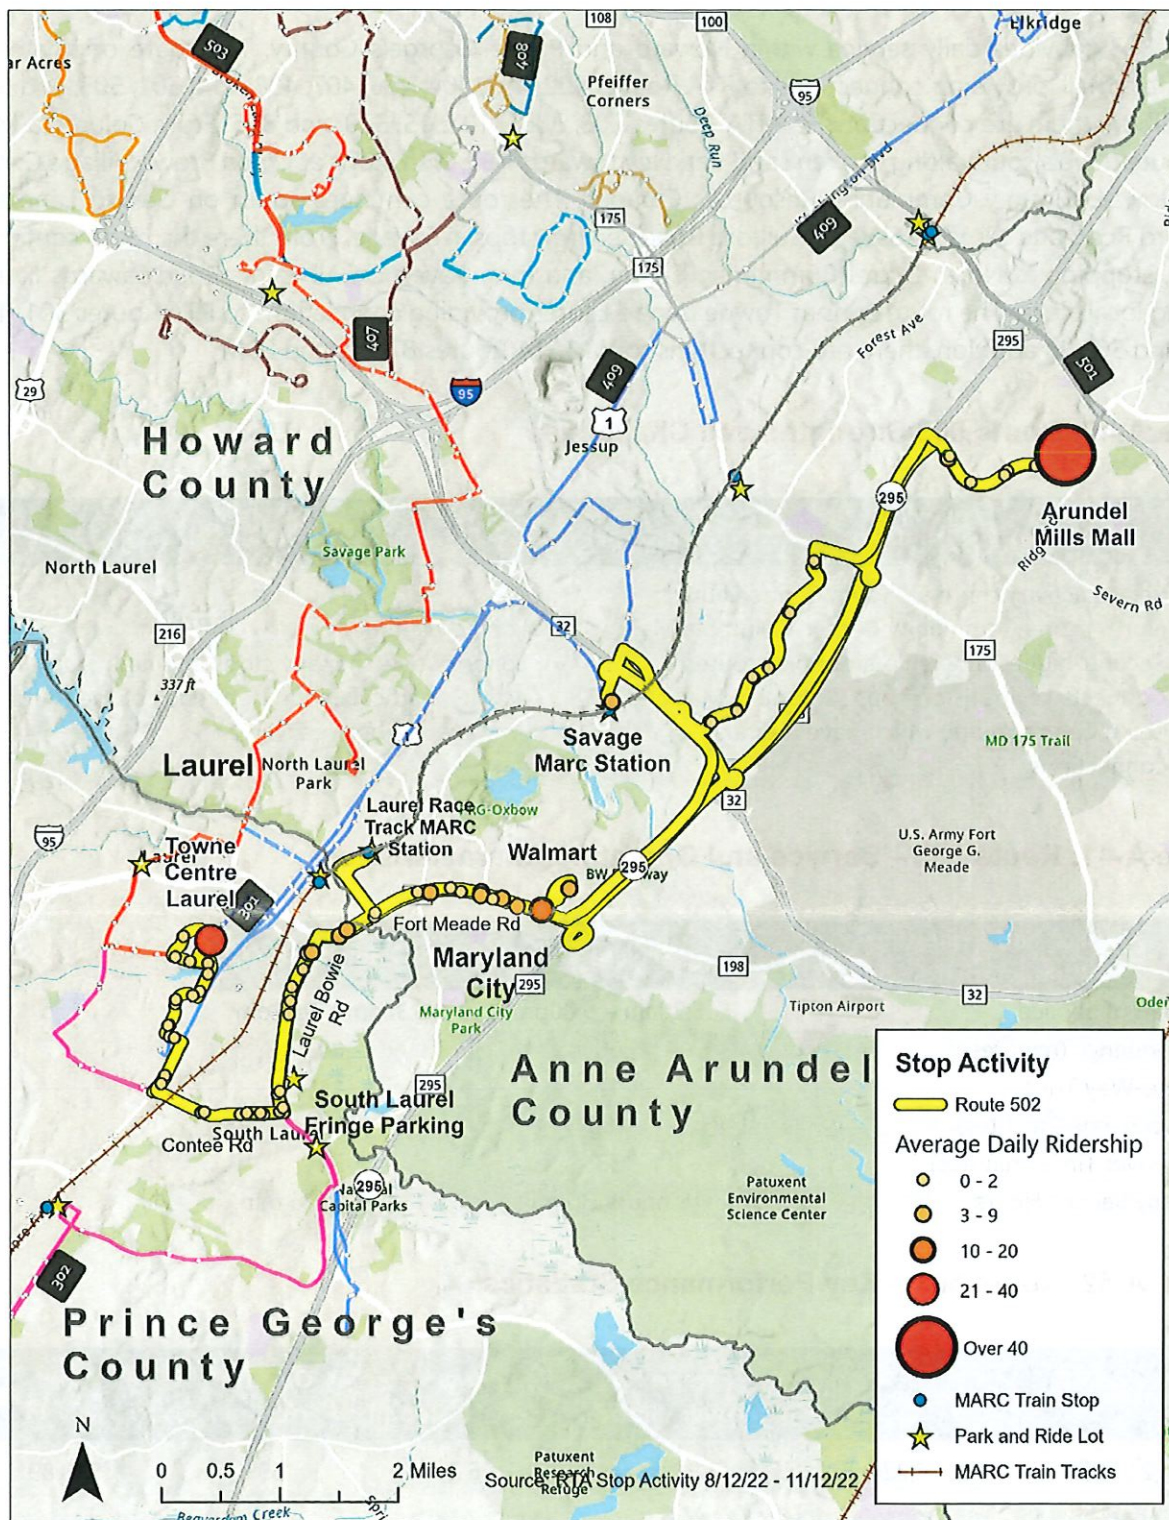 108
100
Elkridge
503
408
ar Acres
Pfeiffer
Corners
95
Deep Run
Washington Blvd
409
175
175
407
Forest Ave
295
501
409
29
95
1
Howard
County
Jessup
295
Arundel
Mills Mall
Savage Park
North Laurel
Severn Rd
32
216
175
337 ft
Savage
Marc Station
MD 175 Trail
Laurel
North Laurel
Park
Laurel Race
Track MARC
Station
32
U.S. Army Fort
George G.
Meade
95
Towne
Centre
Laurel
Walmart
295
301
Fort Meade Rd
Maryland
City
198
295
32
Laurel Bowie
Rd
Maryland City
Park
Tipton Airport
Anne Arundel
County
295
South Laurel
Fringe Parking
South Laurel
Contee Rd
295
Capital Parks
Patuxent
Environmental
Science Center
302
Prince George's
County
Stop Activity
Route 502
Average Daily Ridership
0 - 2
3 - 9
10 - 20
21 - 40
Over 40
MARC Train Stop
Park and Ride Lot
MARC Train Tracks
N
0 0.5 1 2 Miles
Patuxent
Research
Refuge
Source: RTA Stop Activity 8/12/22 - 11/12/22
Beaverdam Creek